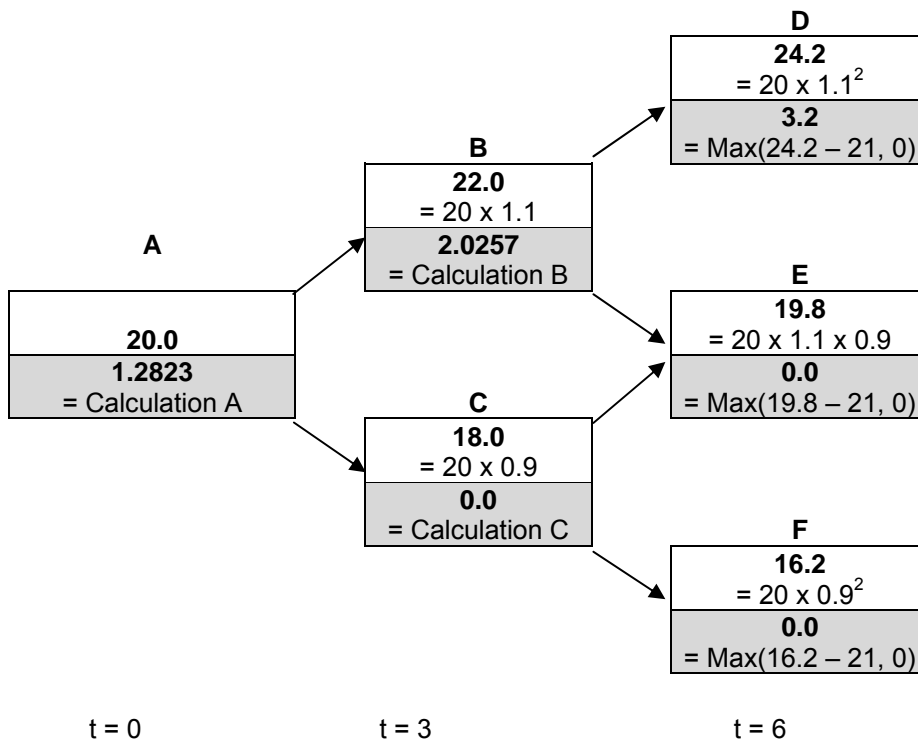 A
20.0
1.2823
= Calculation A
B
22.0
= 20 x 1.1
2.0257
= Calculation B
C
18.0
= 20 x 0.9
0.0
= Calculation C
D
24.2
= 20 x 1.1²
3.2
= Max(24.2 – 21, 0)
E
19.8
= 20 x 1.1 x 0.9
0.0
= Max(19.8 – 21, 0)
F
16.2
= 20 x 0.9²
0.0
= Max(16.2 – 21, 0)
t = 0 t = 3 t = 6